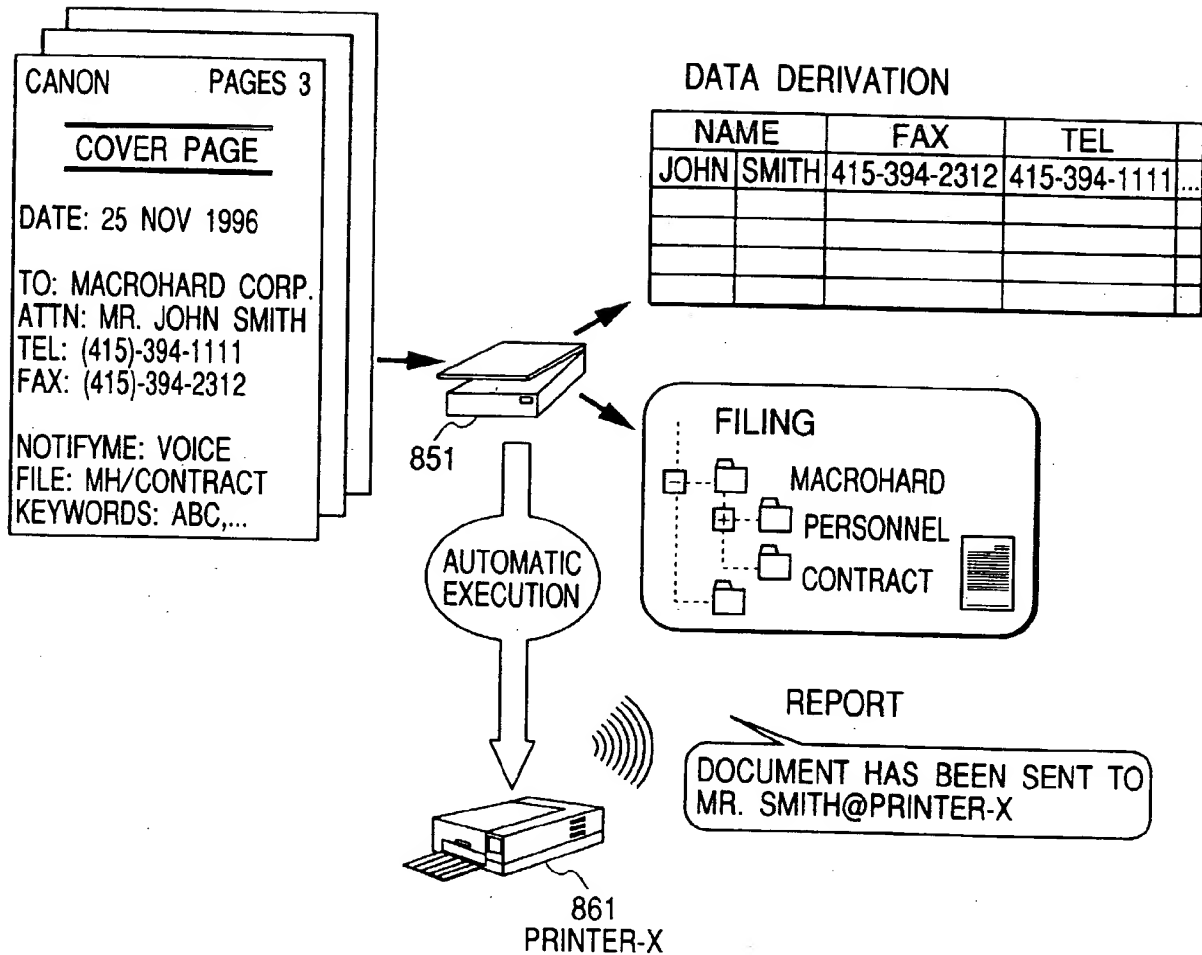 CANON PAGES 3
COVER PAGE
DATE: 25 NOV 1996
TO: MACROHARD CORP.
ATTN: MR. JOHN SMITH
TEL: (415)-394-1111
FAX: (415)-394-2312
NOTIFYME: VOICE
FILE: MH/CONTRACT
KEYWORDS: ABC,...
851
DATA DERIVATION
NAME FAX TEL
JOHN SMITH 415-394-2312 415-394-1111 ...
FILING
MACROHARD
PERSONNEL
CONTRACT
AUTOMATIC
EXECUTION
REPORT
DOCUMENT HAS BEEN SENT TO
MR. SMITH@PRINTER-X
861
PRINTER-X